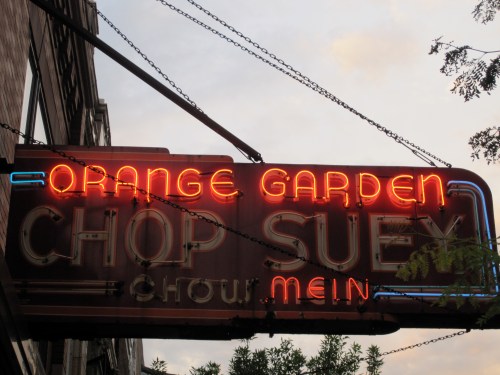 ORANGE GARDEN
CHOP SUEY
CHOW MEIN